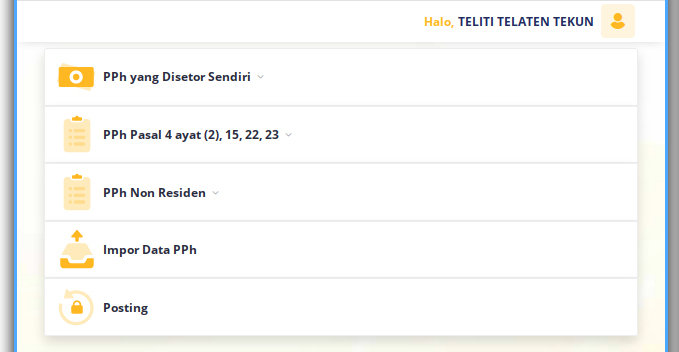 Halo, TELITI TELATEN TEKUN
PPh yang Disetor Sendiri
PPh Pasal 4 ayat (2), 15, 22, 23
PPh Non Residen
Impor Data PPh
Posting